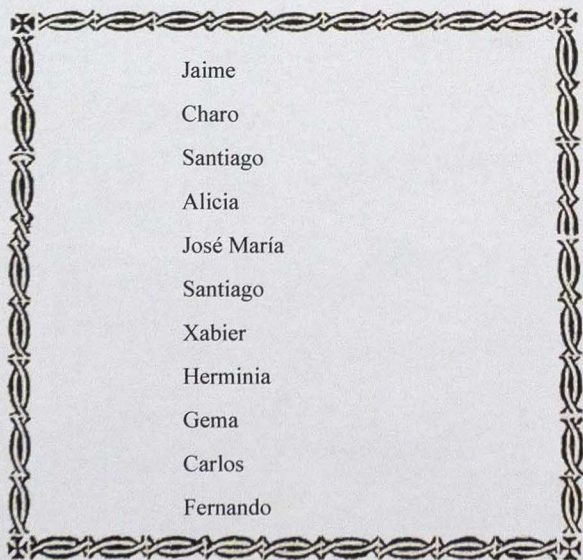 Jaime
Charo
Santiago
Alicia
José María
Santiago
Xabier
Herminia
Gema
Carlos
Fernando